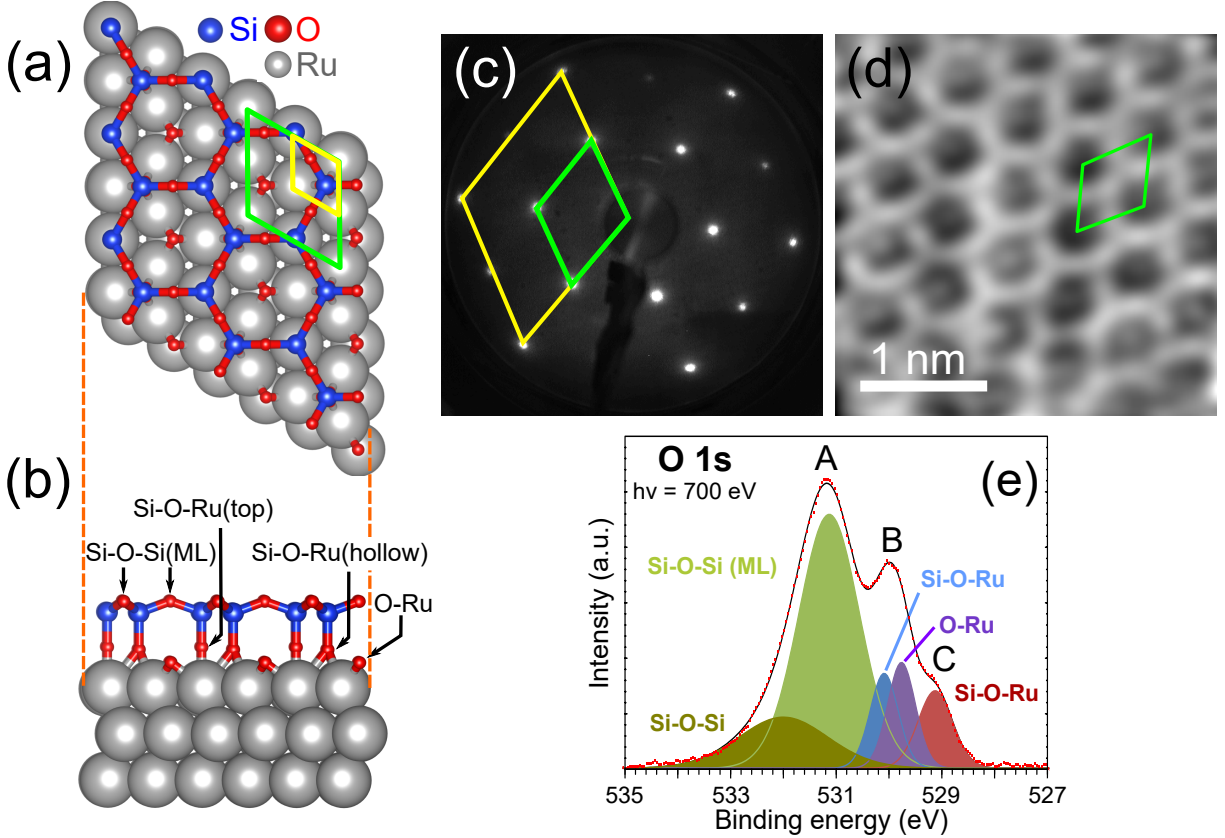 (a)
Si O
Ru
(b)
Si-O-Ru(top)
Si-O-Si(ML)
Si-O-Ru(hollow)
O-Ru
(c)
(d)
1 nm
(e)
O 1s
hν = 700 eV
A
B
C
Si-O-Si (ML)
Si-O-Ru
O-Ru
Si-O-Ru
Si-O-Si
Intensity (a.u.)
535 533 531 529 527
Binding energy (eV)